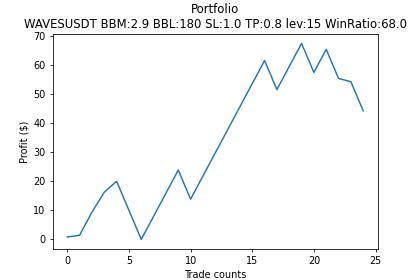 Portfolio
WAVESUSDT BBM:2.9 BBL:180 SL:1.0 TP:0.8 lev:15 WinRatio:68.0
70
60
50
40
30
20
10
0
Profit ($)
0 5 10 15 20 25
Trade counts